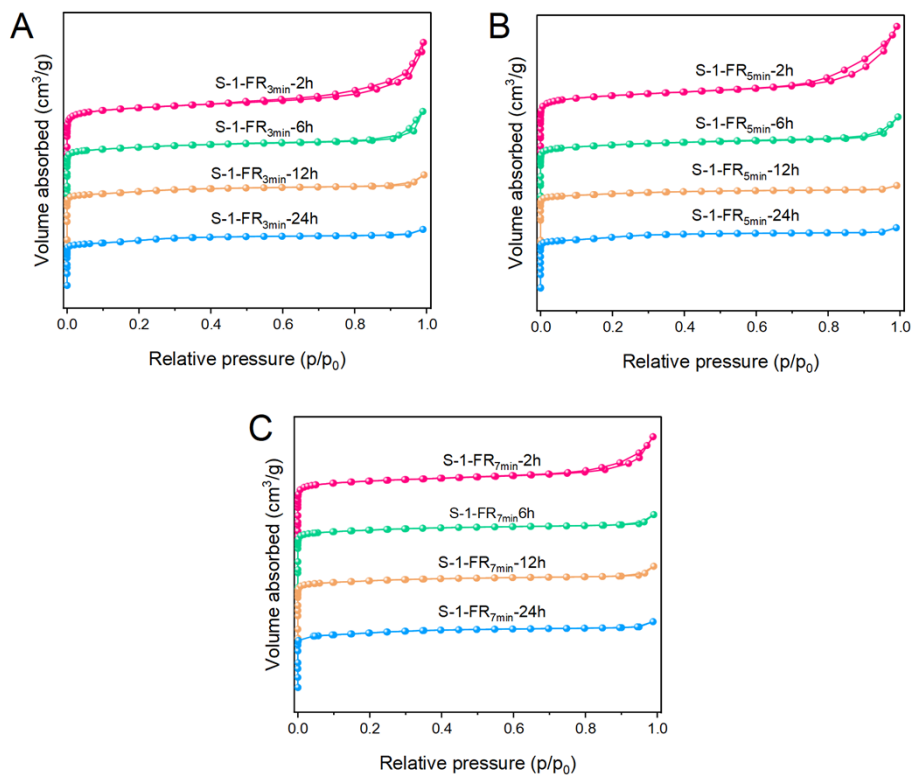 A
Volume absorbed (cm³/g)
S-1-FR₃ₘᵢₙ-2h
S-1-FR₃ₘᵢₙ-6h
S-1-FR₃ₘᵢₙ-12h
S-1-FR₃ₘᵢₙ-24h
0.0 0.2 0.4 0.6 0.8 1.0
Relative pressure (p/p₀)
B
Volume absorbed (cm³/g)
S-1-FR₅ₘᵢₙ-2h
S-1-FR₅ₘᵢₙ-6h
S-1-FR₅ₘᵢₙ-12h
S-1-FR₅ₘᵢₙ-24h
0.0 0.2 0.4 0.6 0.8 1.0
Relative pressure (p/p₀)
C
Volume absorbed (cm³/g)
S-1-FR₇ₘᵢₙ-2h
S-1-FR₇ₘᵢₙ6h
S-1-FR₇ₘᵢₙ-12h
S-1-FR₇ₘᵢₙ-24h
0.0 0.2 0.4 0.6 0.8 1.0
Relative pressure (p/p₀)